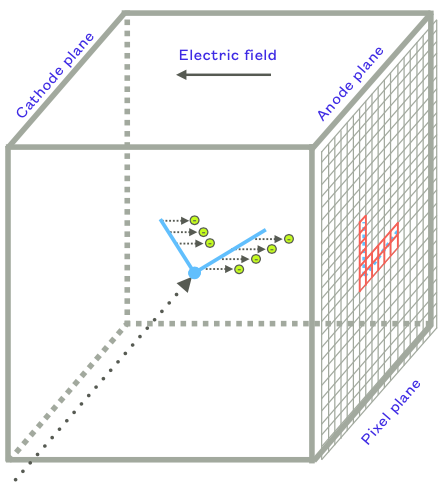 Electric field
Cathode plane
Anode plane
Pixel plane